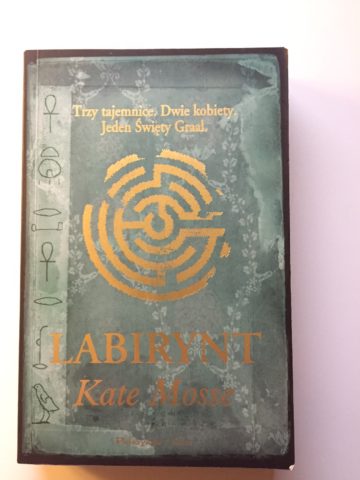 Trzy tajemnice. Dwie kobiety.
Jeden Święty Graal.
LABIRYNT
Kate Mosse